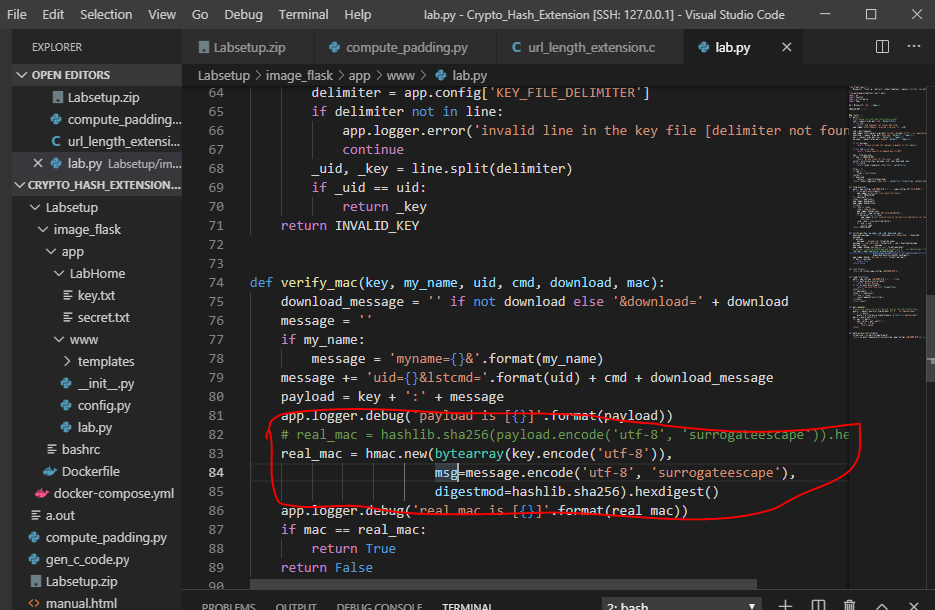 File Edit Selection View Go Debug Terminal Help lab.py - Crypto_Hash_Extension [SSH: 127.0.0.1] - Visual Studio Code
EXPLORER
Labsetup.zip compute_padding.py C url_length_extension.c lab.py
Labsetup > image_flask > app > www > lab.py
OPEN EDITORS
Labsetup.zip
compute_padding...
C url_length_extensi...
lab.py Labsetup/im...
CRYPTO_HASH_EXTENSION...
Labsetup
image_flask
app
LabHome
key.txt
secret.txt
www
templates
__init__.py
config.py
lab.py
bashrc
Dockerfile
docker-compose.yml
a.out
compute_padding.py
gen_c_code.py
Labsetup.zip
manual.html
64 delimiter = app.config['KEY_FILE_DELIMITER']
65 if delimiter not in line:
66 app.logger.error('invalid line in the key file [delimiter not foun
67 continue
68 _uid, _key = line.split(delimiter)
69 if _uid == uid:
70 return _key
71 return INVALID_KEY
72
73
74 def verify_mac(key, my_name, uid, cmd, download, mac):
75 download_message = '' if not download else '&download=' + download
76 message = ''
77 if my_name:
78 message = 'myname={}&'.format(my_name)
79 message += 'uid={}&lstcmd='.format(uid) + cmd + download_message
80 payload = key + ':' + message
81 app.logger.debug('payload is [{}]'.format(payload))
82 # real_mac = hashlib.sha256(payload.encode('utf-8', 'surrogateescape')).he
83 real_mac = hmac.new(bytearray(key.encode('utf-8')),
84 msg=message.encode('utf-8', 'surrogateescape'),
85 digestmod=hashlib.sha256).hexdigest()
86 app.logger.debug('real mac is [{}]'.format(real_mac))
87 if mac == real_mac:
88 return True
89 return False
90
PROBLEMS OUTPUT DEBUG CONSOLE TERMINAL 2: bash